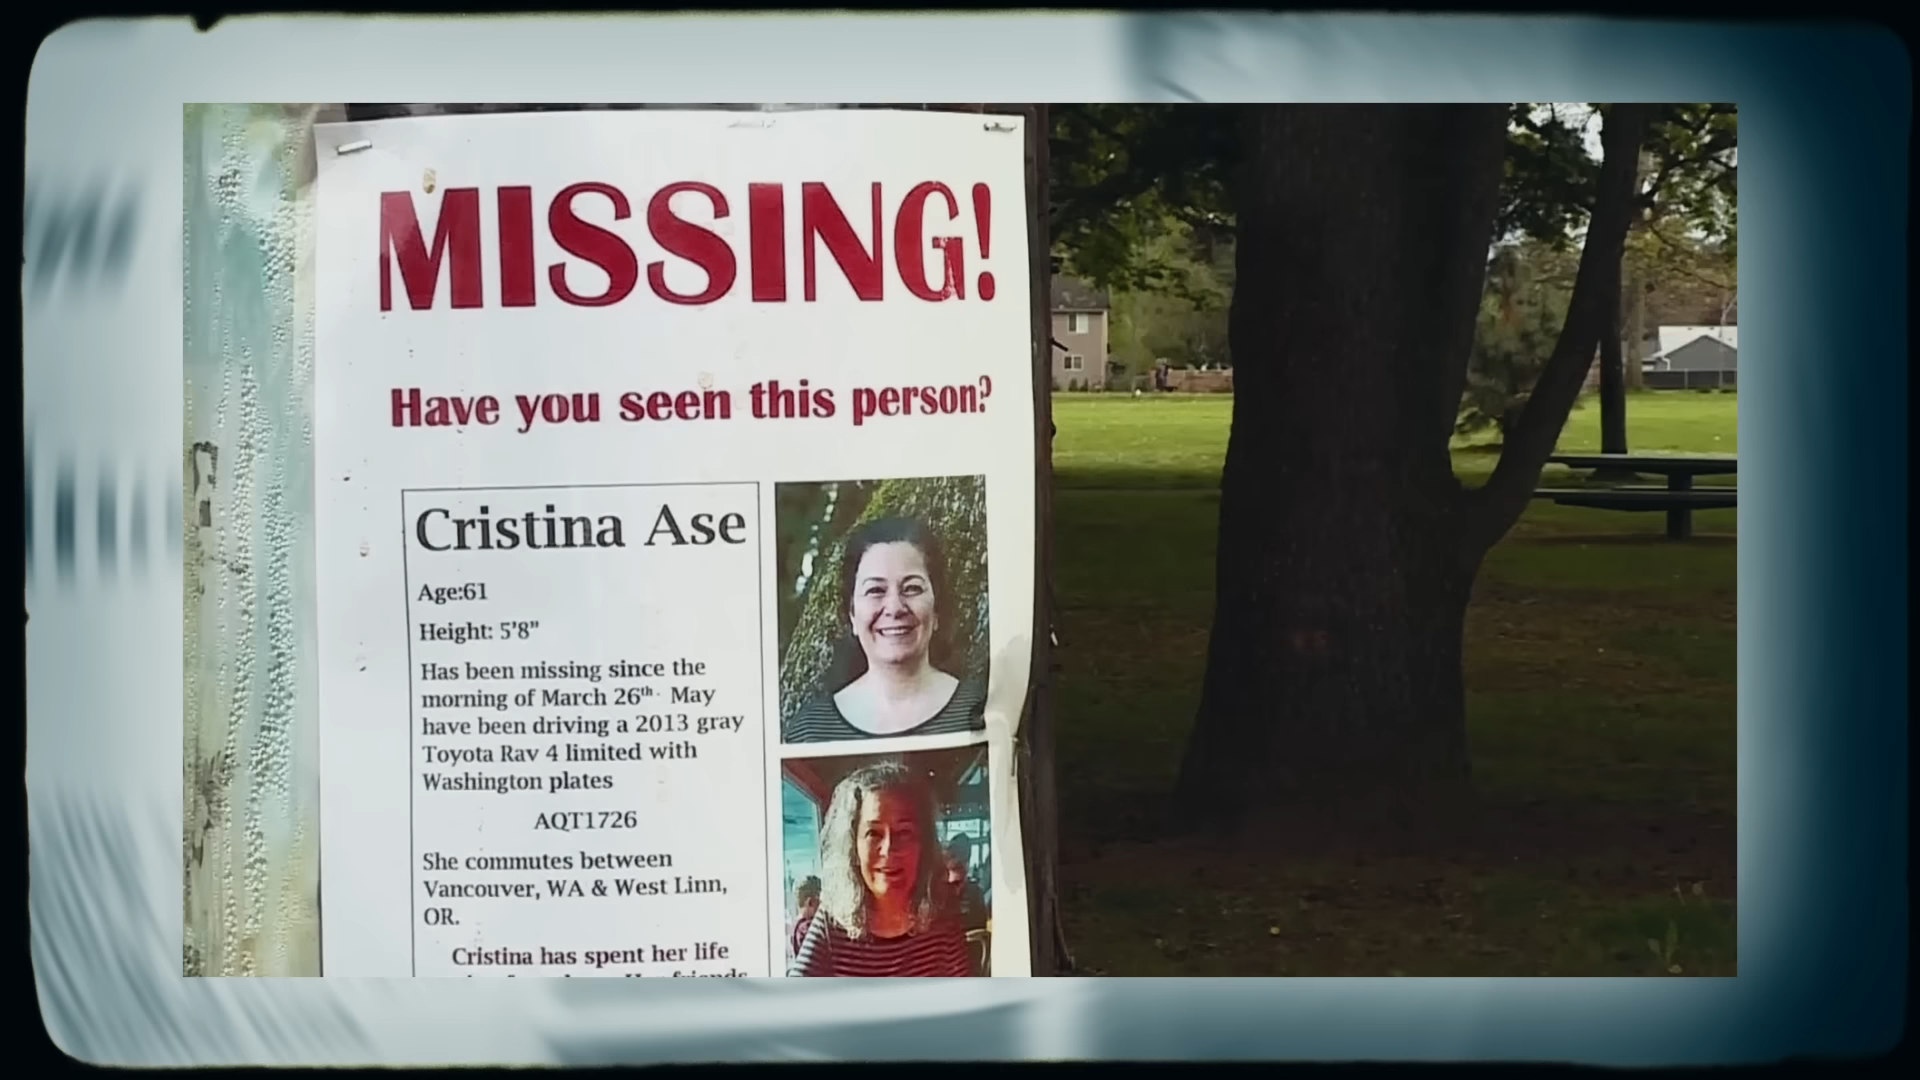 MISSING!
Have you seen this person?
Cristina Ase
Age:61
Height: 5'8"
Has been missing since the
morning of March 26th. May
have been driving a 2013 gray
Toyota Rav 4 limited with
Washington plates
AQT1726
She commutes between
Vancouver, WA & West Linn,
OR.
Cristina has spent her life